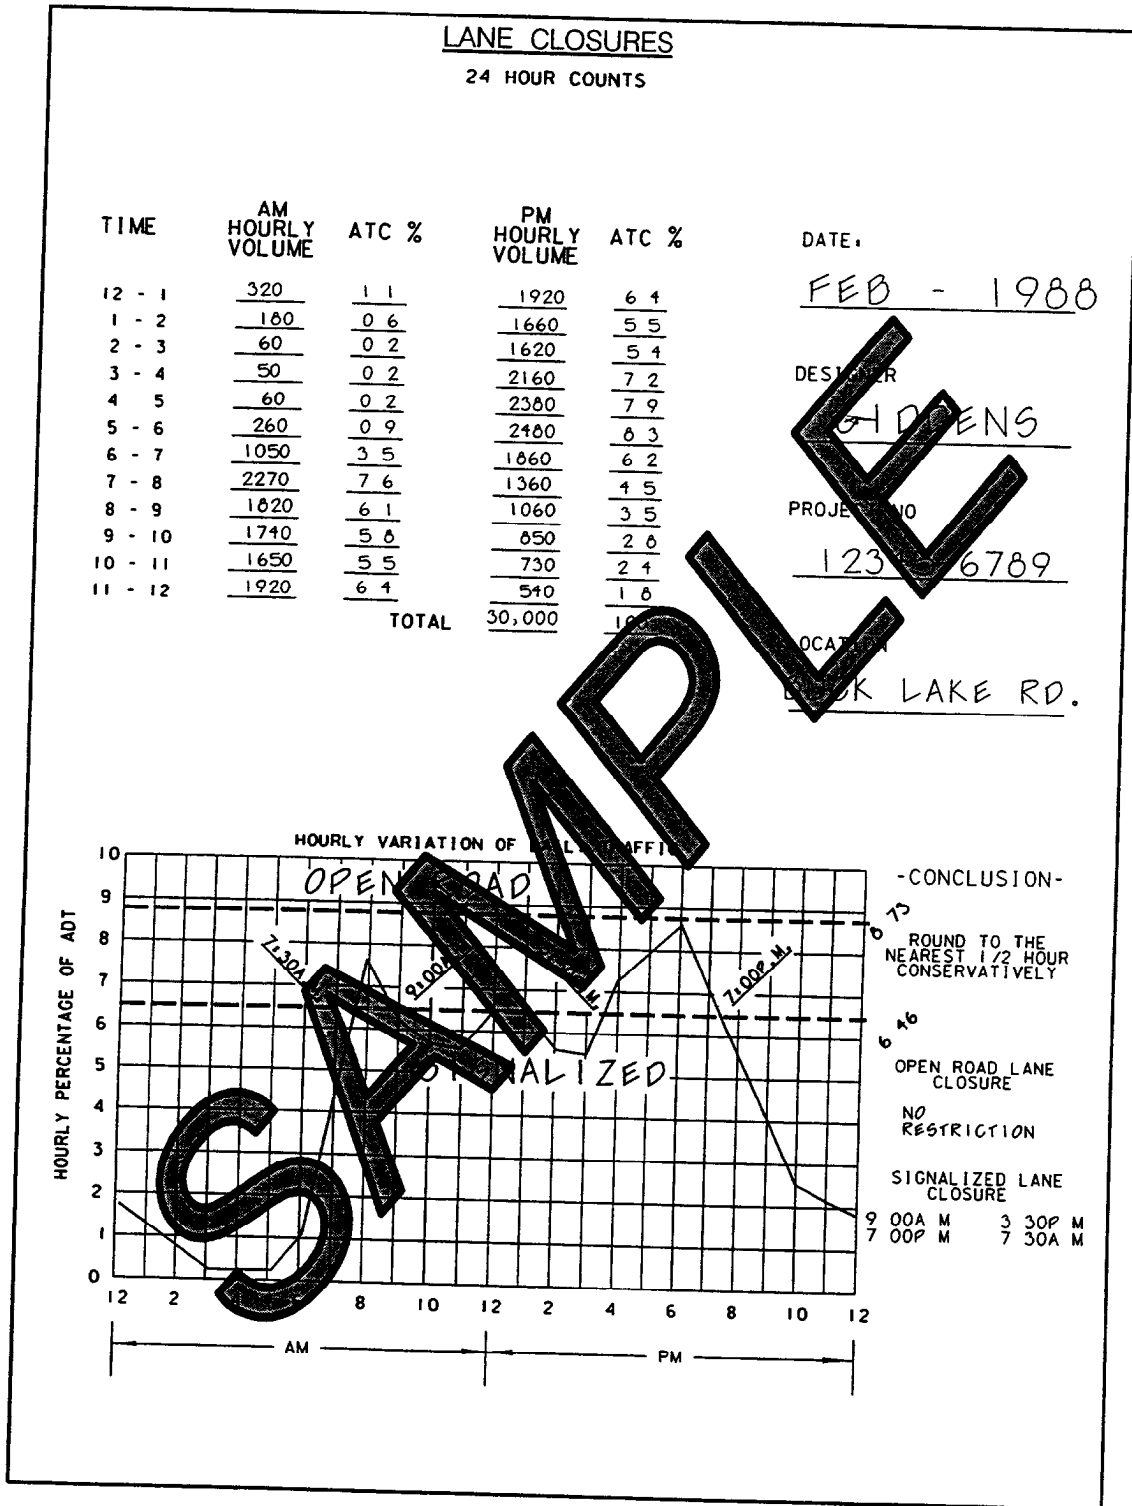 LANE CLOSURES
24 HOUR COUNTS
TIME AM HOURLY VOLUME ATC % PM HOURLY VOLUME ATC %
12 - 1 320 1 1 1920 6 4
1 - 2 180 0 6 1660 5 5
2 - 3 60 0 2 1620 5 4
3 - 4 50 0 2 2160 7 2
4 5 60 0 2 2380 7 9
5 - 6 260 0 9 2480 8 3
6 - 7 1050 3 5 1860 6 2
7 - 8 2270 7 6 1360 4 5
8 - 9 1820 6 1 1060 3 5
9 - 10 1740 5 8 850 2 8
10 - 11 1650 5 5 730 2 4
11 - 12 1920 6 4 540 1 8
TOTAL 30,000
DATE:
FEB - 1988
DESIGNER
PROJECT NO
123 6789
LOCATION
LAKE RD.
SAMPLE
HOURLY VARIATION OF
OPEN ROAD
SIGNALIZED
7:30A
9:00A
M.
7:00P.M.
HOURLY PERCENTAGE OF ADT
10
9
8
7
6
5
4
3
2
1
0
12 2 8 10 12 2 4 6 8 10 12
AM PM
-CONCLUSION-
8 73
ROUND TO THE
NEAREST 1/2 HOUR
CONSERVATIVELY
6 46
OPEN ROAD LANE
CLOSURE
NO
RESTRICTION
SIGNALIZED LANE
CLOSURE
9 00A M 3 30P M
7 00P M 7 30A M